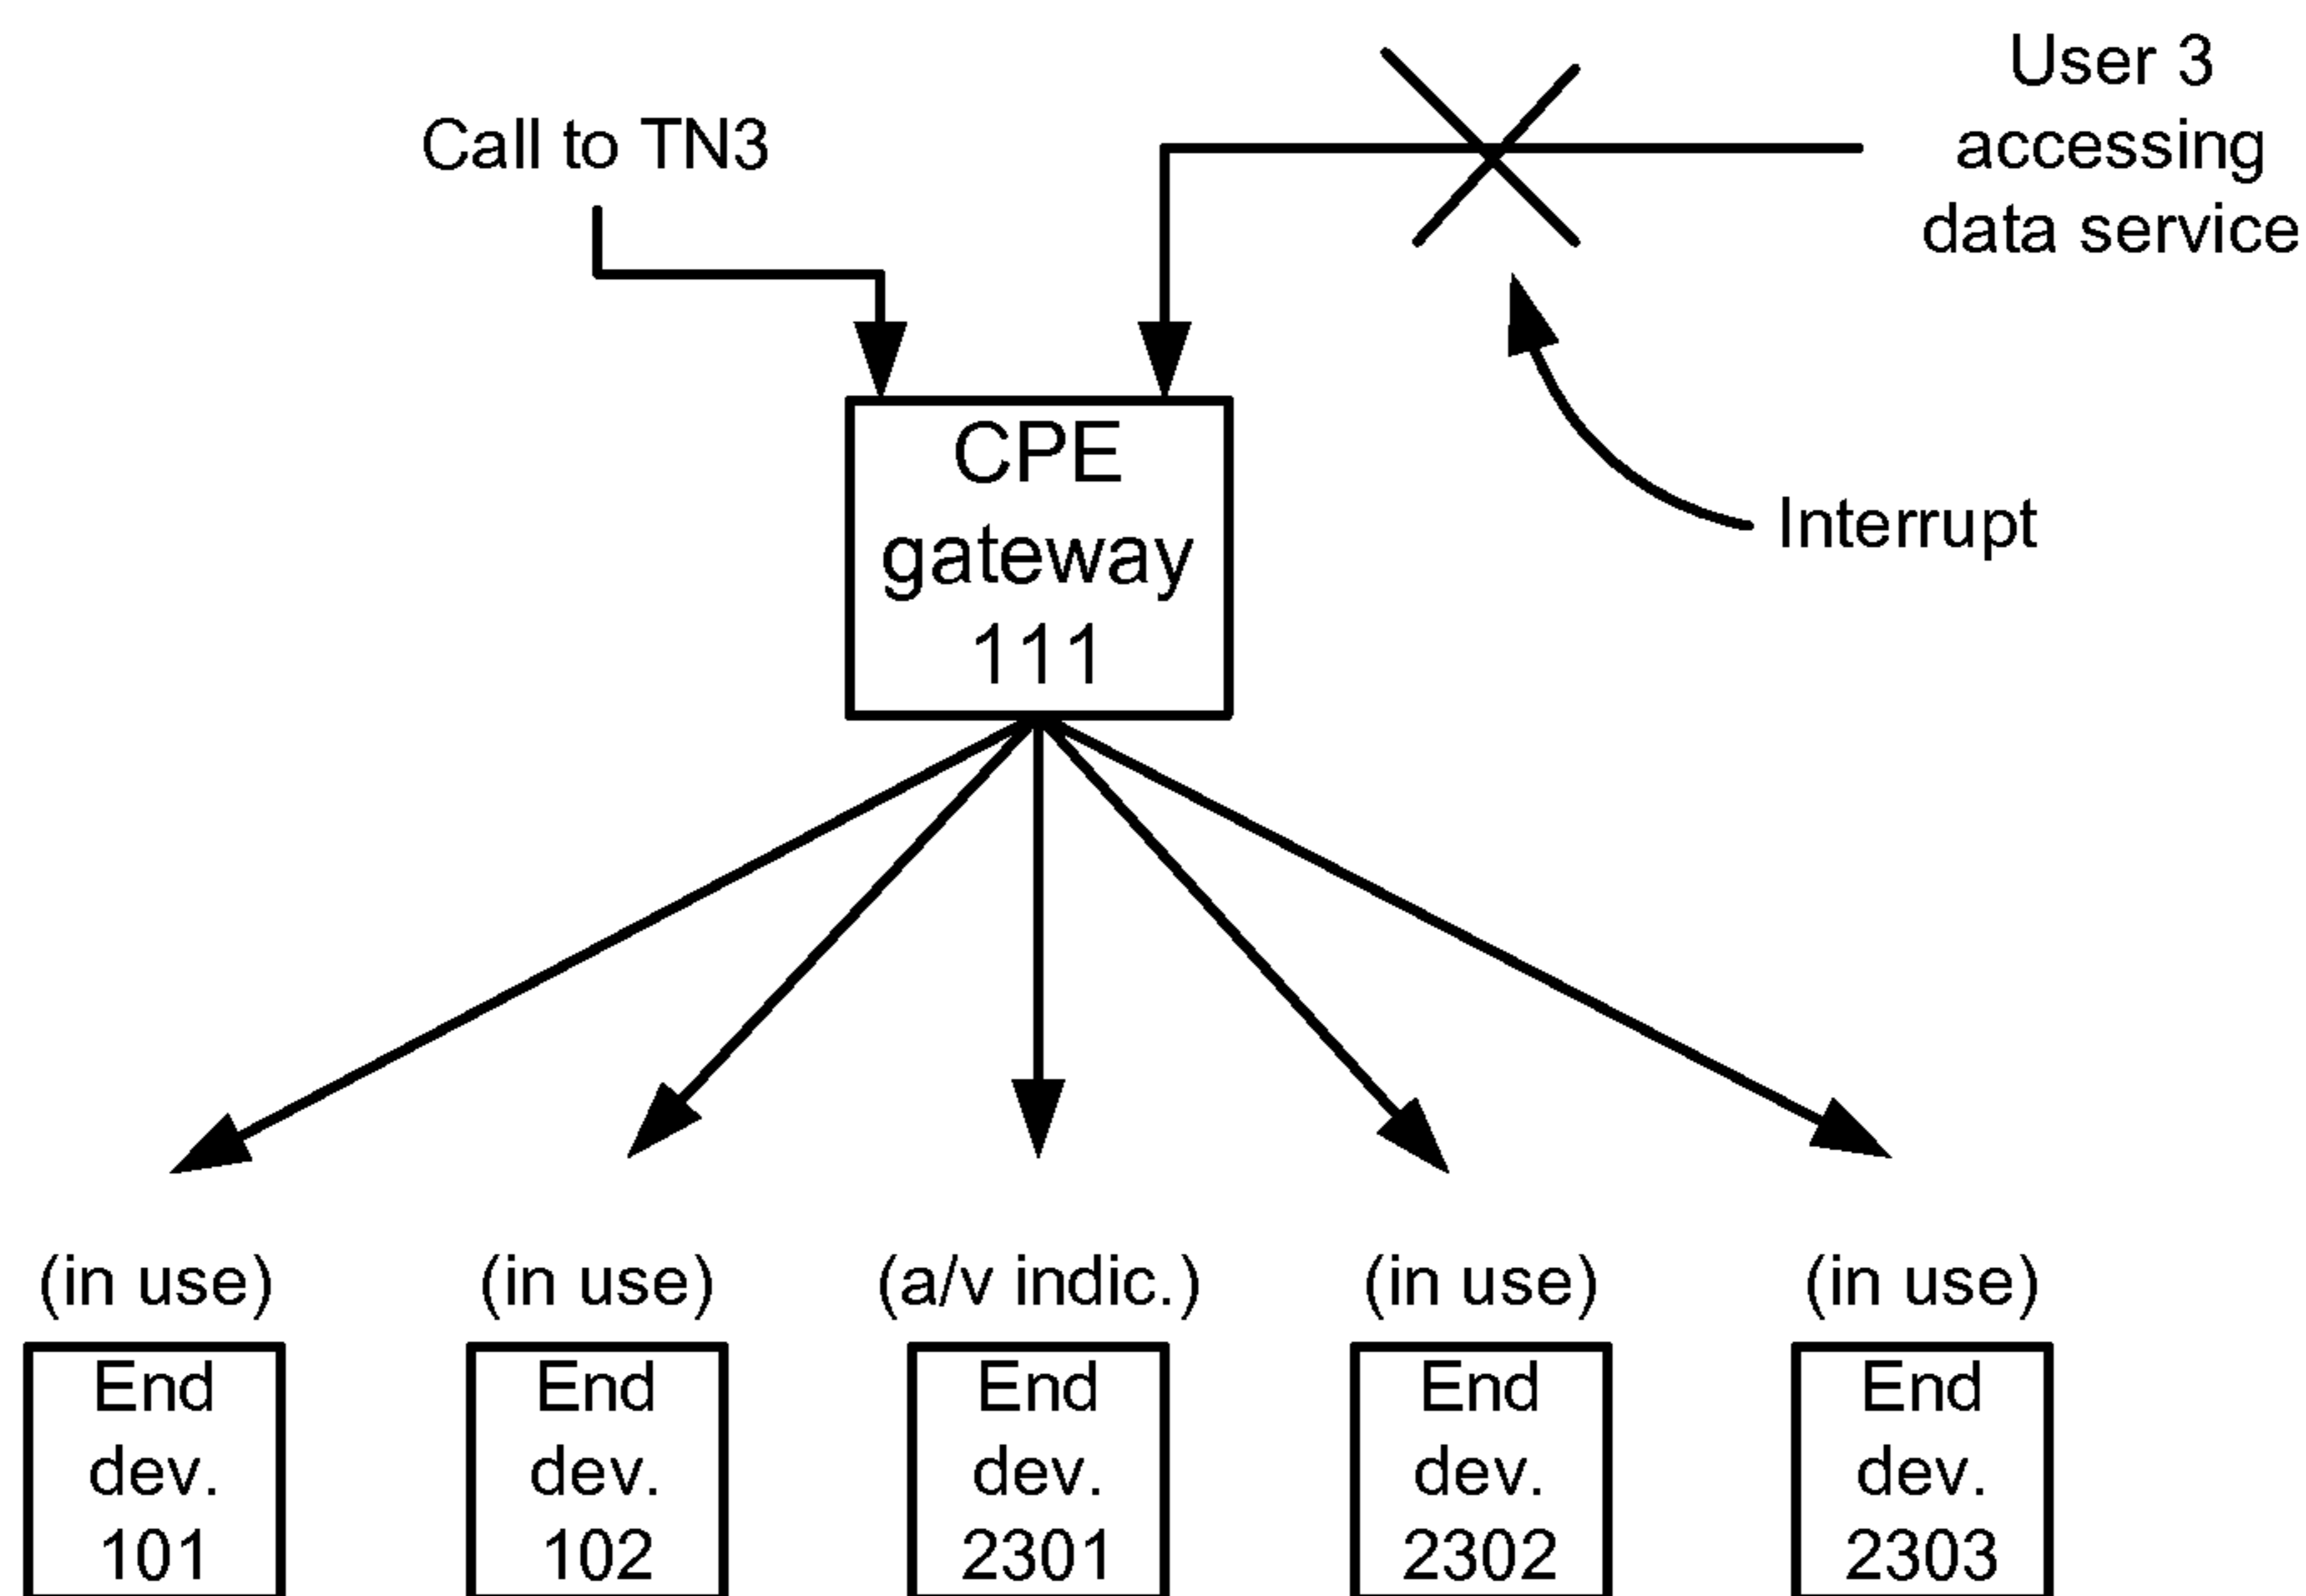 User 3
accessing
data service
Call to TN3
Interrupt
CPE
gateway
111
(in use)
(in use)
(a/v indic.)
(in use)
(in use)
End
dev.
101
End
dev.
102
End
dev.
2301
End
dev.
2302
End
dev.
2303